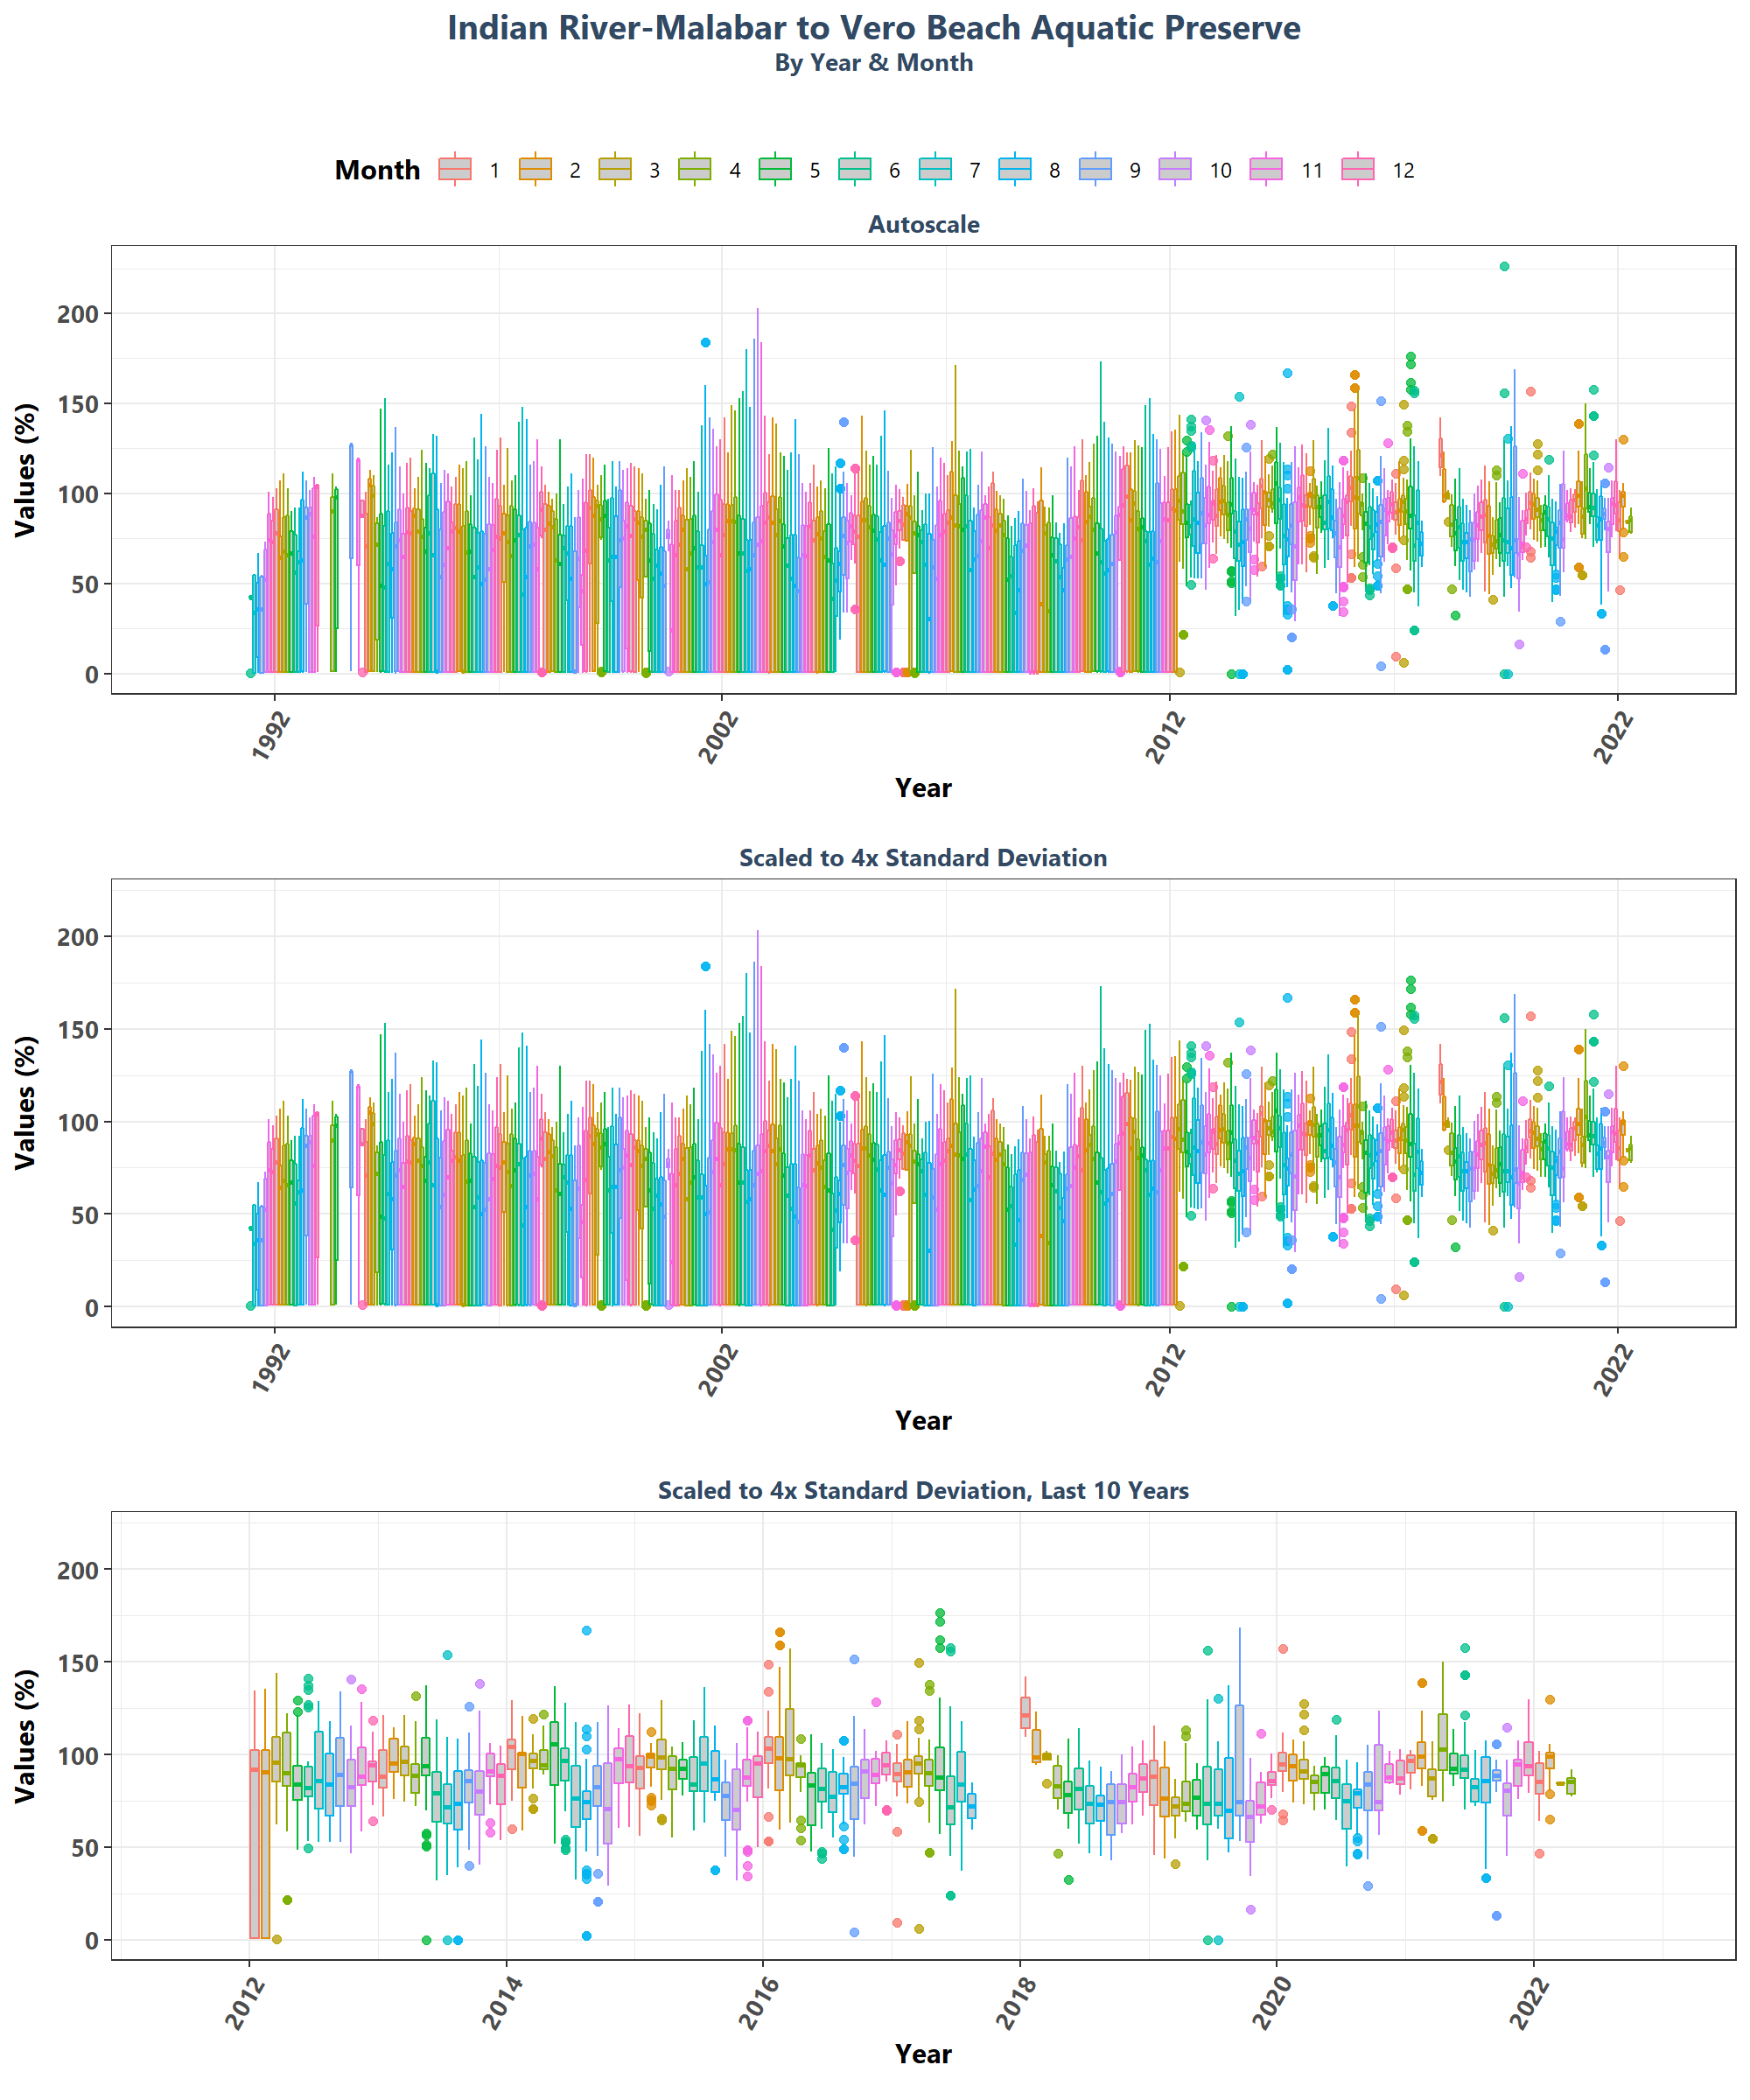 Indian River-Malabar to Vero Beach Aquatic Preserve
By Year & Month
Month 1 2 3 4 5 6 7 8 9 10 11 12
Autoscale
Values (%)
200
150
100
50
0
1992 2002 2012 2022
Year
Scaled to 4x Standard Deviation
Values (%)
200
150
100
50
0
1992 2002 2012 2022
Year
Scaled to 4x Standard Deviation, Last 10 Years
Values (%)
200
150
100
50
0
2012 2014 2016 2018 2020 2022
Year